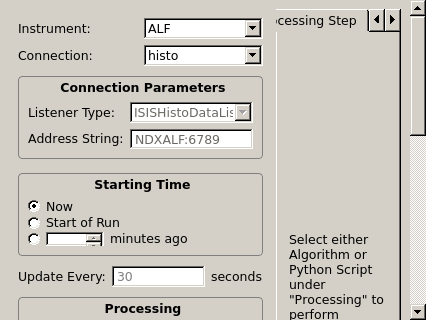 Instrument: ALF
Connection: histo
Connection Parameters
Listener Type: ISISHistoDataLis
Address String: NDXALF:6789
Starting Time
Now
Start of Run
minutes ago
Update Every: 30 seconds
Processing
cessing Step
Select either
Algorithm or
Python Script
under
"Processing" to
perform